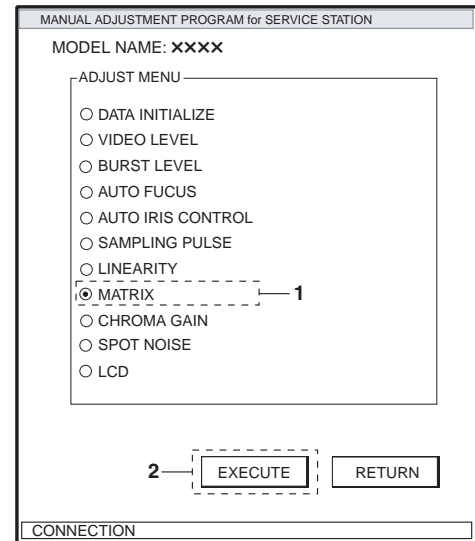 MANUAL ADJUSTMENT PROGRAM for SERVICE STATION
MODEL NAME: ××××
ADJUST MENU
DATA INITIALIZE
VIDEO LEVEL
BURST LEVEL
AUTO FUCUS
AUTO IRIS CONTROL
SAMPLING PULSE
LINEARITY
MATRIX 1
CHROMA GAIN
SPOT NOISE
LCD
2 EXECUTE RETURN
CONNECTION